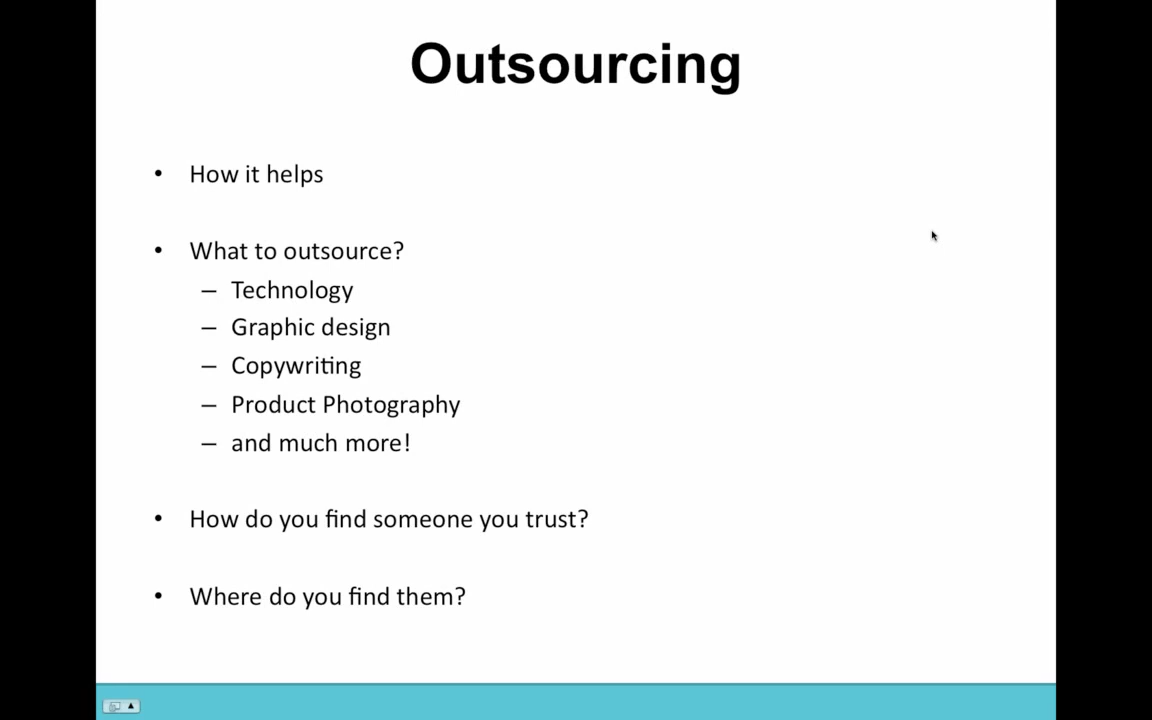 Outsourcing
• How it helps
• What to outsource?
– Technology
– Graphic design
– Copywriting
– Product Photography
– and much more!
• How do you find someone you trust?
• Where do you find them?